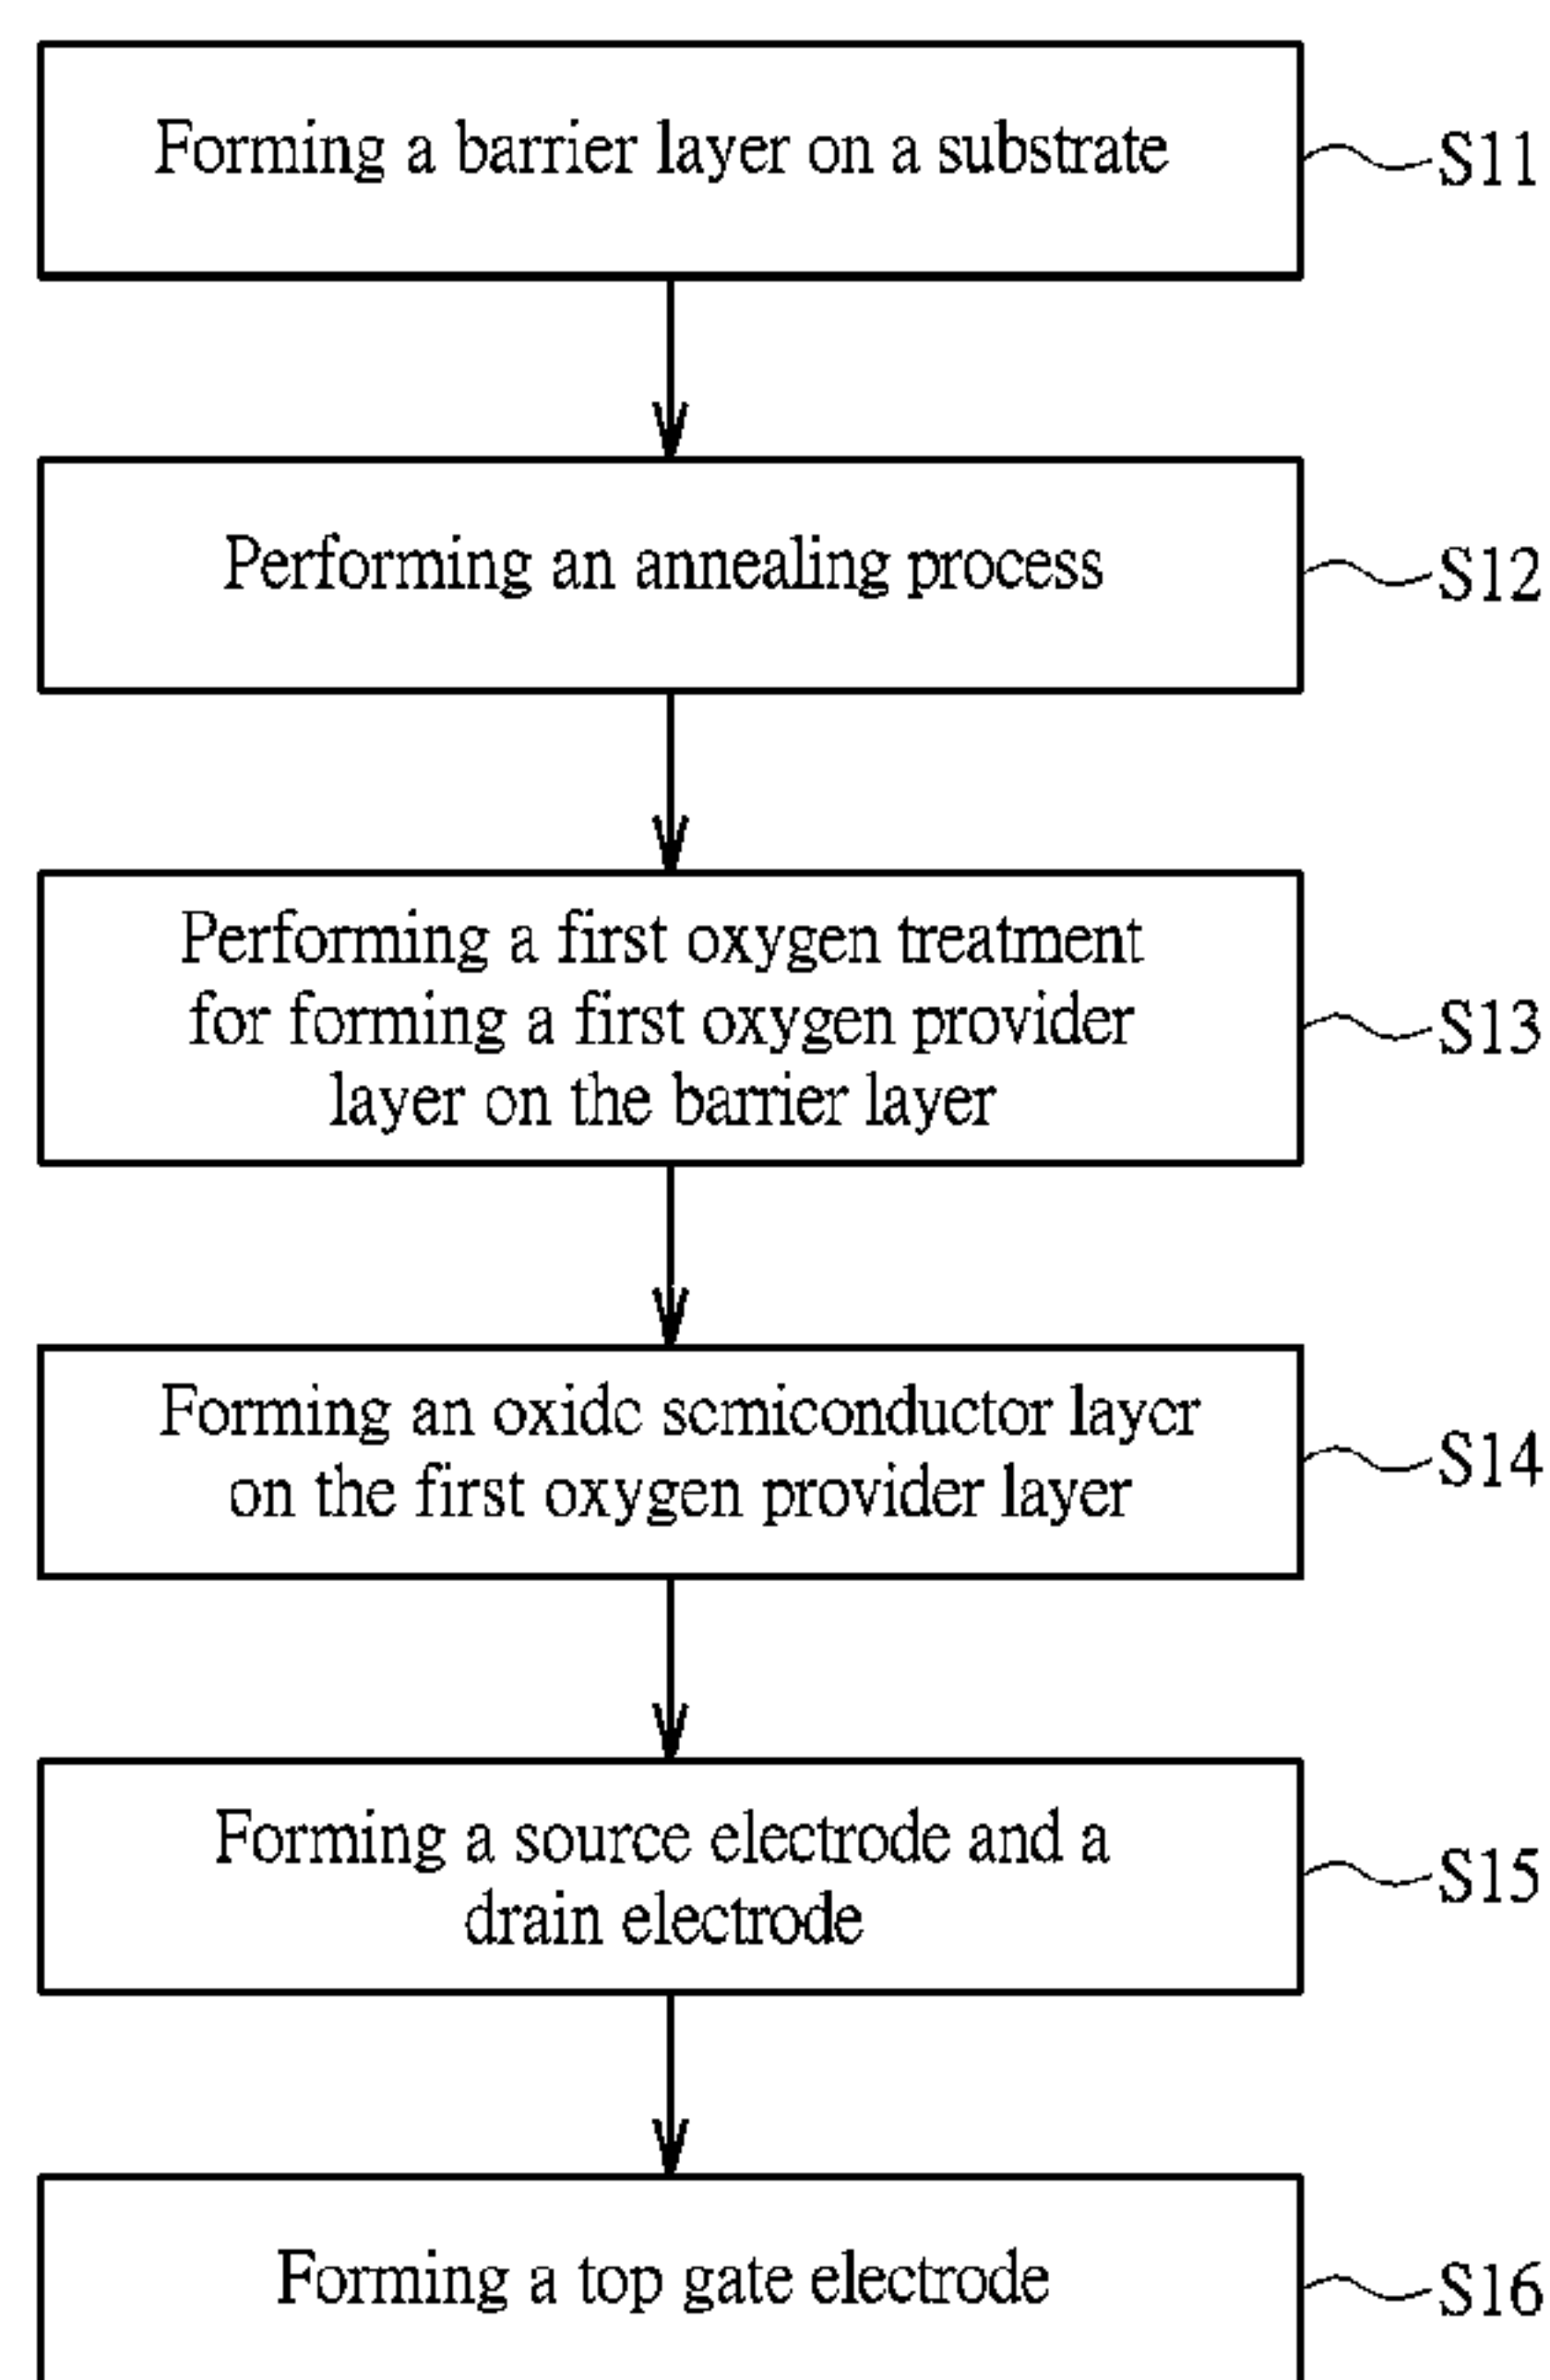 Forming a barrier layer on a substrate
S11
Performing an annealing process
S12
Performing a first oxygen treatment
for forming a first oxygen provider
layer on the barrier layer
S13
Forming an oxide semiconductor layer
on the first oxygen provider layer
S14
Forming a source electrode and a
drain electrode
S15
Forming a top gate electrode
S16